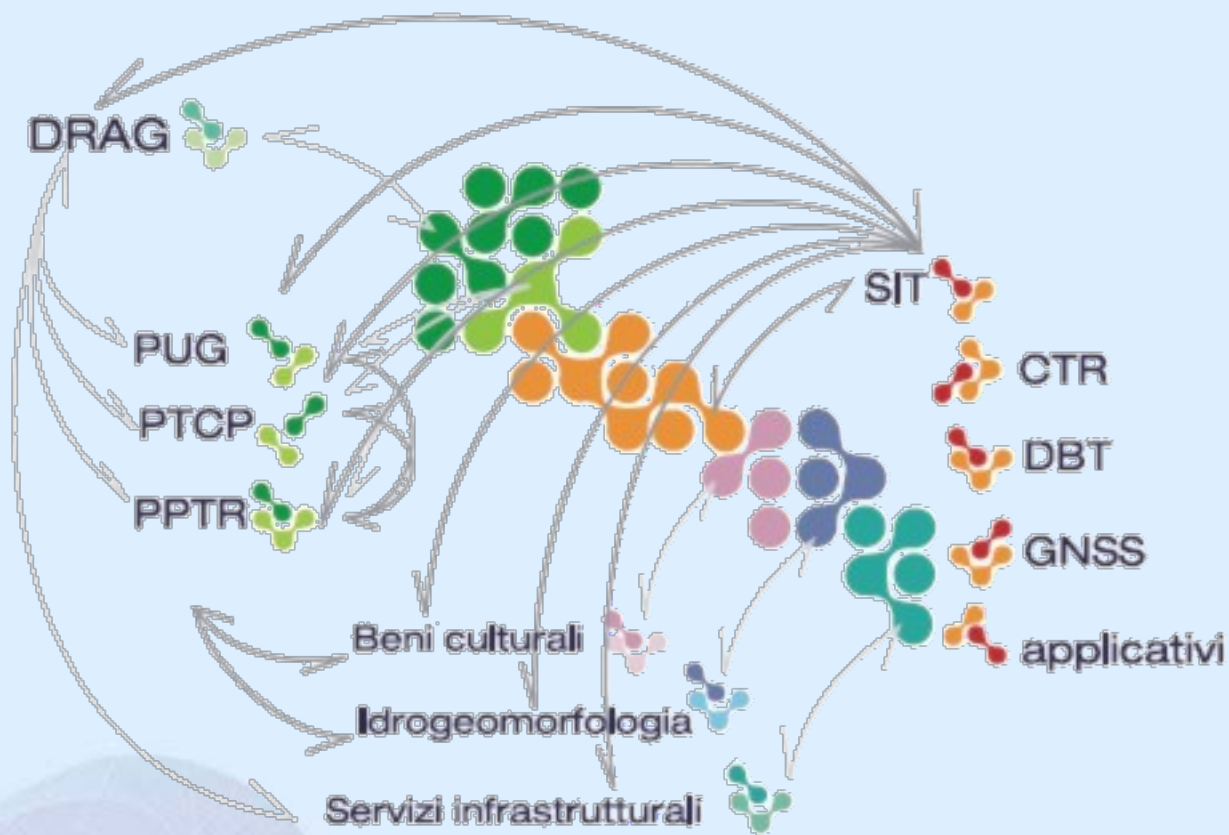 DRAG
SIT
PUG
CTR
PTCP
DBT
PPTR
GNSS
Beni culturali
applicativi
Idrogeomorfologia
Servizi infrastrutturali